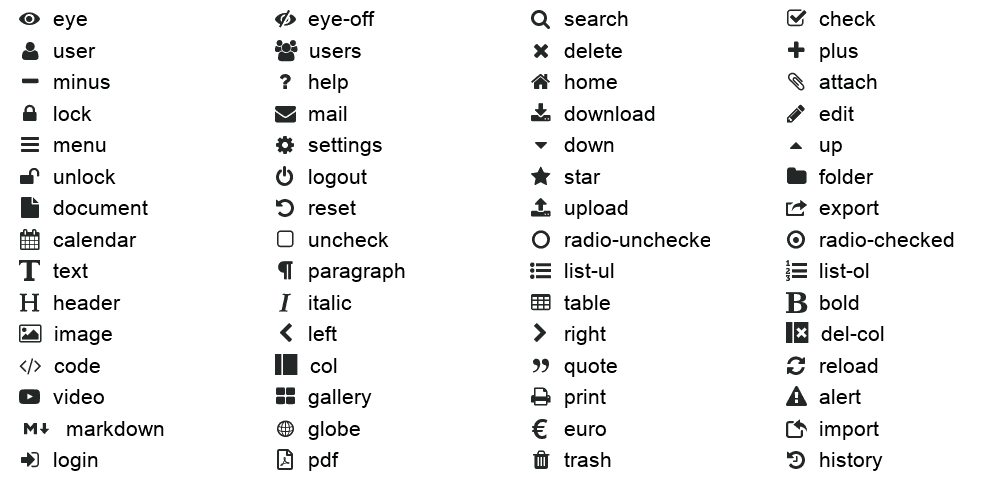 eye eye-off search check
user users delete plus
minus ? help home attach
lock mail download edit
menu settings down up
unlock logout star folder
document reset upload export
calendar uncheck radio-unchecke radio-checked
T text ¶ paragraph list-ul 1 2 3 list-ol
H header I italic table B bold
image left right del-col
</> code col ” quote reload
video gallery print alert
M markdown globe € euro import
login pdf trash history